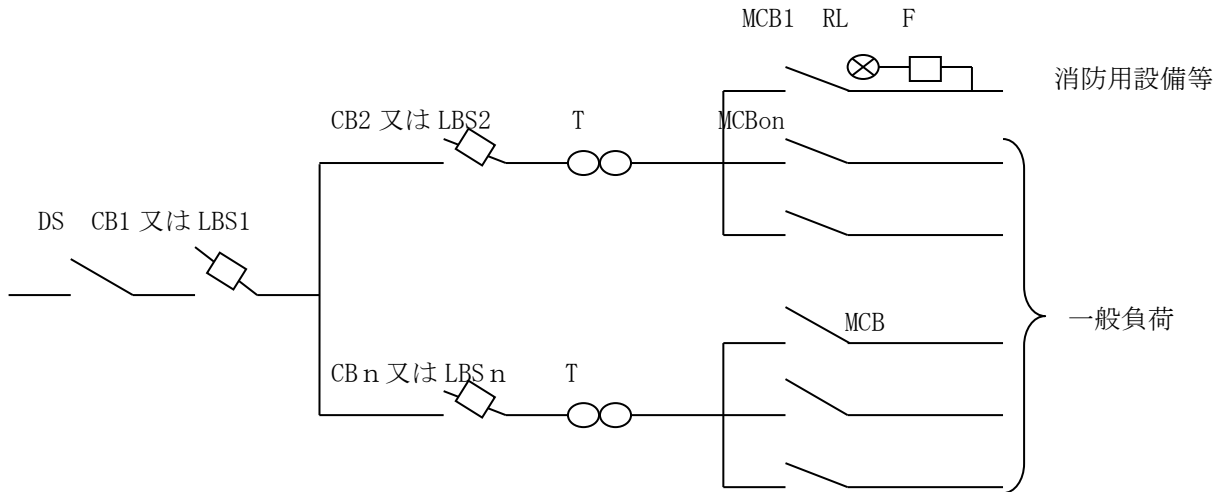 MCB1 RL F
消防用設備等
CB2 又は LBS2 T MCBon
DS CB1 又は LBS1
一般負荷
MCB
CBｎ又は LBSｎ T